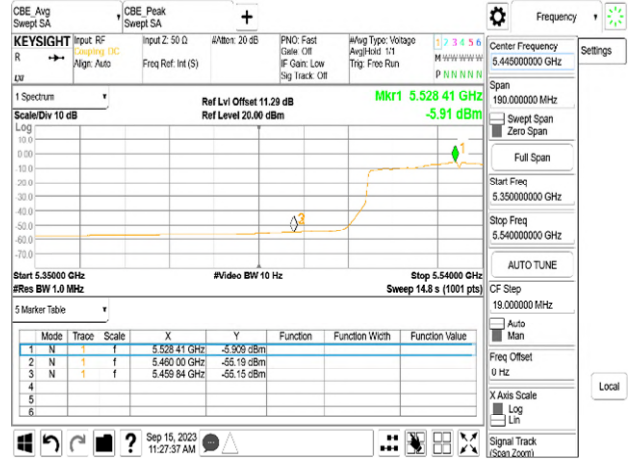 CBE_Avg
Swept SA
CBE_Peak
Swept SA
+
Frequency
KEYSIGHT
R
Input: RF
Coupling: DC
Align: Auto
Input Z: 50 Ω
Freq Ref: Int (S)
#Atten: 20 dB
PNO: Fast
Gate: Off
IF Gain: Low
Sig Track: Off
#Avg Type: Voltage
Avg|Hold: 1/1
Trig: Free Run
1 2 3 4 5 6
M W W W W W
P N N N N N
Center Frequency
5.445000000 GHz
Settings
Span
190.000000 MHz
Swept Span
Zero Span
Full Span
Start Freq
5.350000000 GHz
Stop Freq
5.540000000 GHz
AUTO TUNE
CF Step
19.000000 MHz
Auto
Man
Freq Offset
0 Hz
X Axis Scale
Log
Lin
Signal Track
(Span Zoom)
Local
1 Spectrum
Scale/Div 10 dB
Ref Lvl Offset 11.29 dB
Ref Level 20.00 dBm
Mkr1 5.528 41 GHz
-5.91 dBm
Log
10.0
0.00
-10.0
-20.0
-30.0
-40.0
-50.0
-60.0
-70.0
1
3
Start 5.35000 GHz
#Res BW 1.0 MHz
#Video BW 10 Hz
Stop 5.54000 GHz
Sweep 14.8 s (1001 pts)
5 Marker Table
Mode Trace Scale X Y Function Function Width Function Value
1 N 1 f 5.528 41 GHz -5.909 dBm
2 N 1 f 5.460 00 GHz -55.19 dBm
3 N 1 f 5.459 84 GHz -55.15 dBm
4
5
6
?
Sep 15, 2023
11:27:37 AM